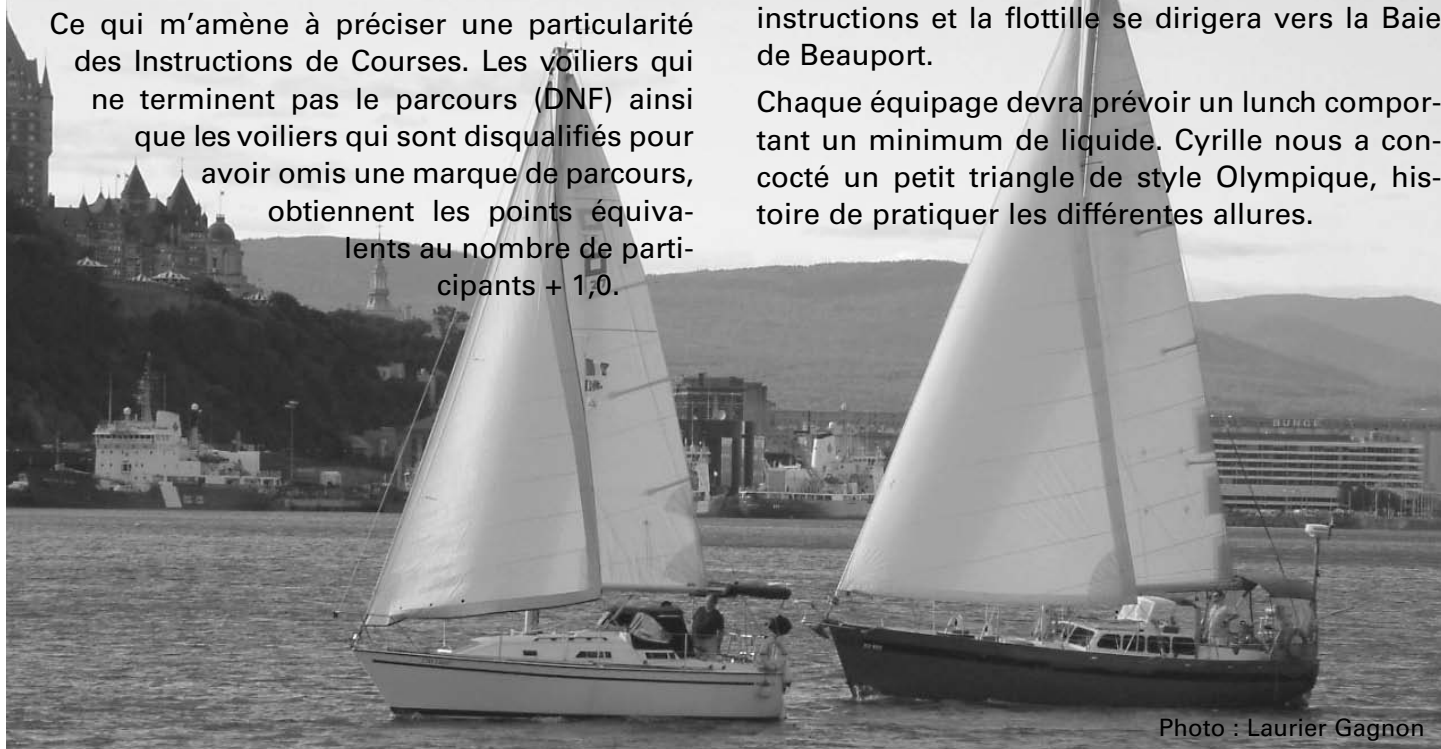 Ce qui m’amène à préciser une particularité
des Instructions de Courses. Les voiliers qui
ne terminent pas le parcours (DNF) ainsi
que les voiliers qui sont disqualifiés pour
avoir omis une marque de parcours,
obtiennent les points équiva-
lents au nombre de parti-
cipants + 1,0.
instructions et la flottille se dirigera vers la Baie
de Beauport.
Chaque équipage devra prévoir un lunch compor-
tant un minimum de liquide. Cyrille nous a con-
cocté un petit triangle de style Olympique, his-
toire de pratiquer les différentes allures.
BUNGE
Photo : Laurier Gagnon